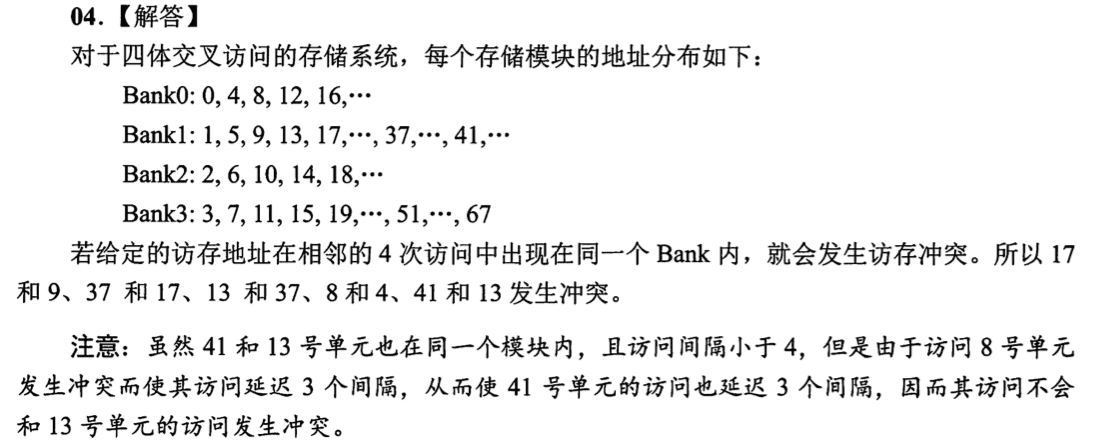 04.【解答】
对于四体交叉访问的存储系统，每个存储模块的地址分布如下：
Bank0: 0, 4, 8, 12, 16,…
Bank1: 1, 5, 9, 13, 17,…, 37,…, 41,…
Bank2: 2, 6, 10, 14, 18,…
Bank3: 3, 7, 11, 15, 19,…, 51,…, 67
若给定的访存地址在相邻的 4 次访问中出现在同一个 Bank 内，就会发生访存冲突。所以 17
和 9、37 和 17、13 和 37、8 和 4、41 和 13 发生冲突。
注意：虽然 41 和 13 号单元也在同一个模块内，且访问间隔小于 4，但是由于访问 8 号单元
发生冲突而使其访问延迟 3 个间隔，从而使 41 号单元的访问也延迟 3 个间隔，因而其访问不会
和 13 号单元的访问发生冲突。